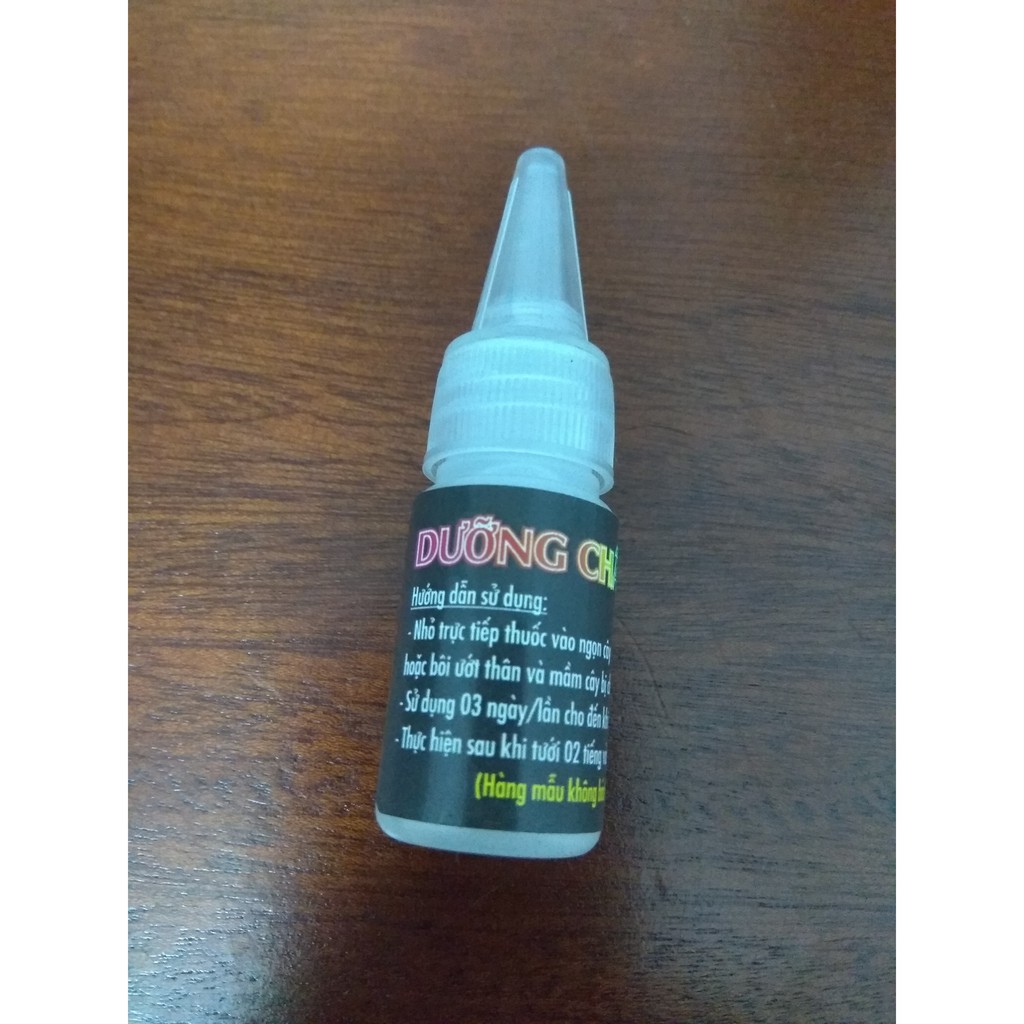 DƯỠNG
Hướng dẫn sử dụng:
- Nhỏ trực tiếp thuốc vào ngọn cây
hoặc bôi ướt thân và mầm cây bị
- Sử dụng 03 ngày/lần cho đến
- Thực hiện sau khi tưới 02 tiếng
(Hàng mẫu không